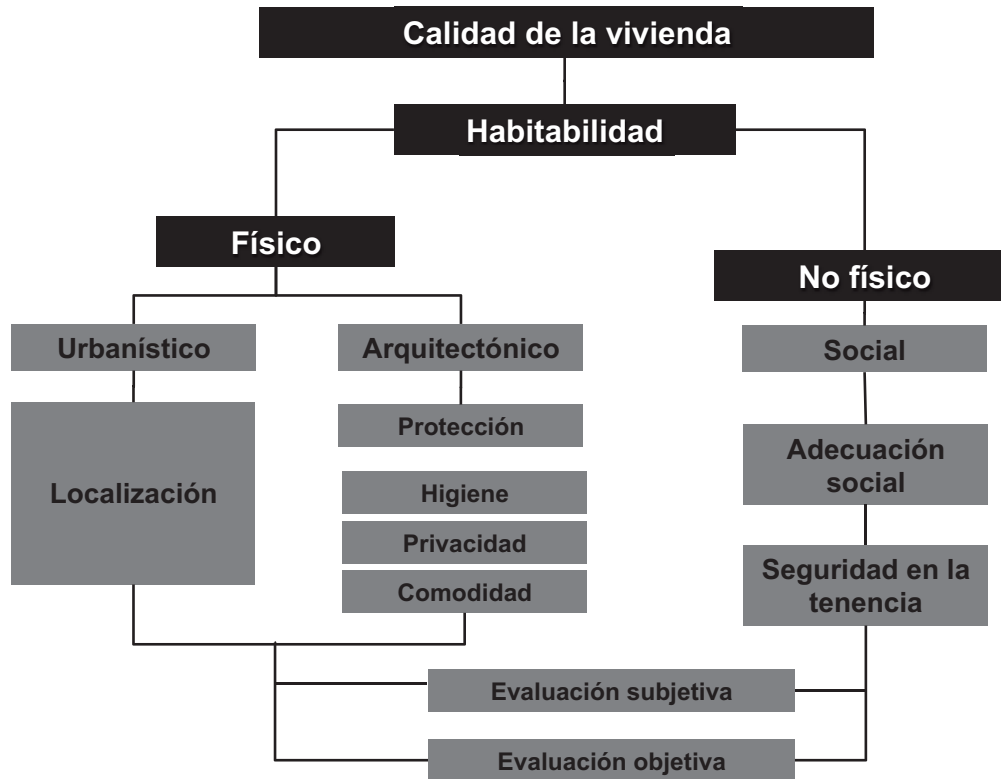 Calidad de la vivienda
Habitabilidad
Físico
No físico
Urbanístico
Arquitectónico
Social
Localización
Protección
Higiene
Privacidad
Comodidad
Adecuación
social
Seguridad en la
tenencia
Evaluación subjetiva
Evaluación objetiva